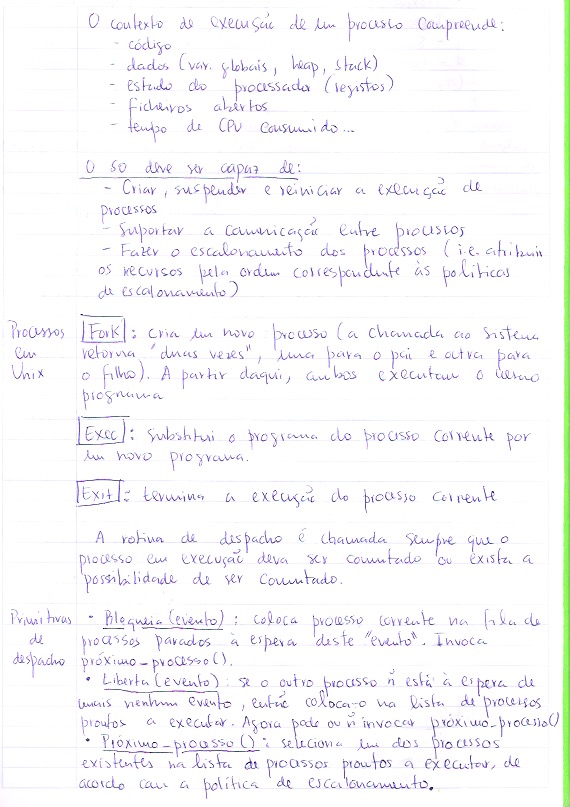 O contexto de execução de um processo compreende:
- código
- dados (var. globais, heap, stack)
- estado do processador (registos)
- ficheiros abertos
- tempo de CPU consumido...
O SO deve ser capaz de:
- Criar, suspender e reiniciar a execução de
processos
- Suportar a comunicação entre processos
- Fazer o escalonamento dos processos (i.e. atribuir
os recursos pela ordem correspondente às políticas
de escalonamento)
Processos
em
Unix
Fork: cria um novo processo (a chamada ao sistema
retorna "duas vezes", uma para o pai e outra para
o filho). A partir daqui, ambos executam o mesmo
programa
Exec: substitui o programa do processo corrente por
um novo programa.
Exit: termina a execução do processo corrente
A rotina de despacho é chamada sempre que o
processo em execução deva ser comutado ou exista a
possibilidade de ser comutado.
Primitivas
de
despacho
• Bloqueia (evento): coloca processo corrente na fila de
processos parados à espera deste "evento". Invoca
próximo_processo().
• Liberta (evento): se o outro processo ñ está à espera de
mais nenhum evento, então coloca-o na lista de processos
prontos a executar. Agora pode ou ñ invocar próximo_processo()
• Próximo_processo(): seleciona um dos processos
existentes na lista de processos prontos a executar, de
acordo com a política de escalonamento.